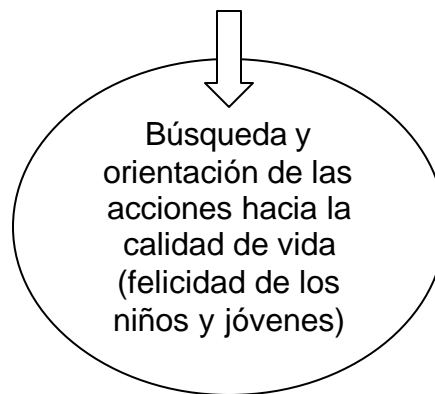 Búsqueda y
orientación de las
acciones hacia la
calidad de vida
(felicidad de los
niños y jóvenes)